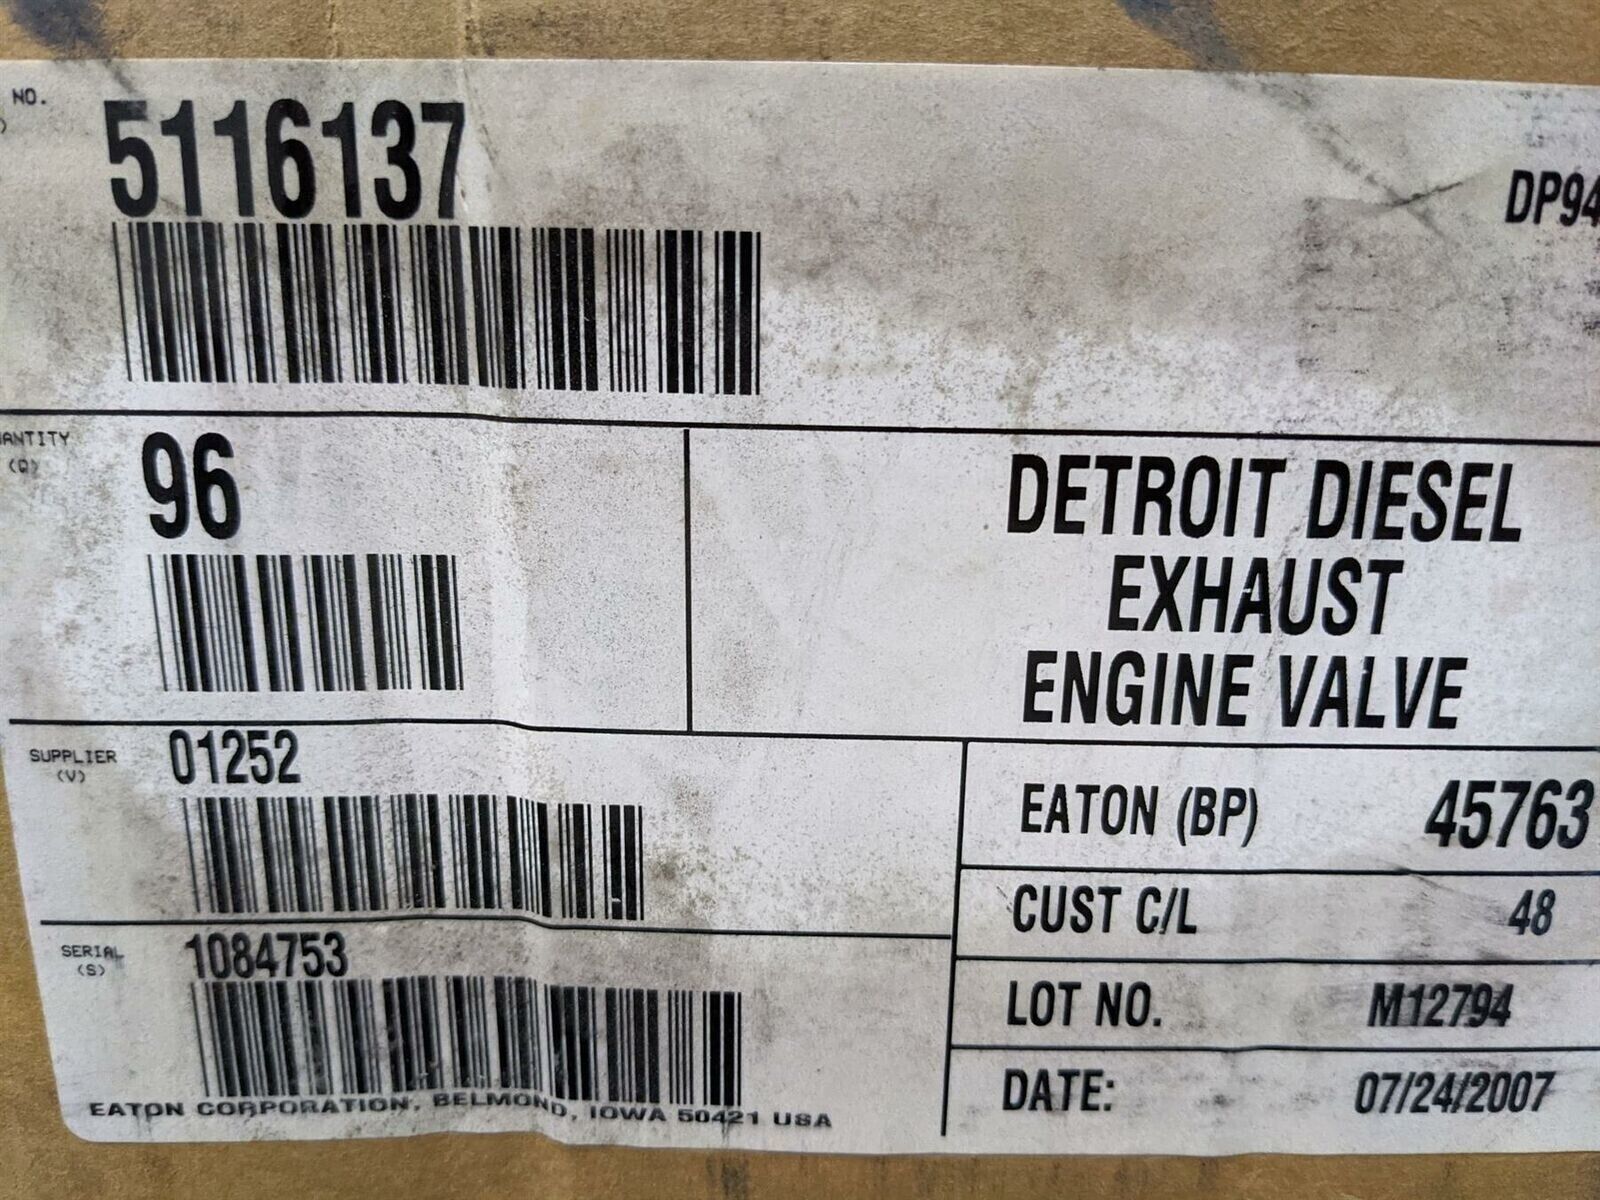 NO.
5116137
DP94
ANTITY
(Q)
96
DETROIT DIESEL
EXHAUST
ENGINE VALVE
SUPPLIER
(V)
01252
EATON (BP) 45763
CUST C/L 48
SERIAL
(S)
1084753
LOT NO. M12794
DATE: 07/24/2007
EATON CORPORATION, BELMOND, IOWA 50421 USA